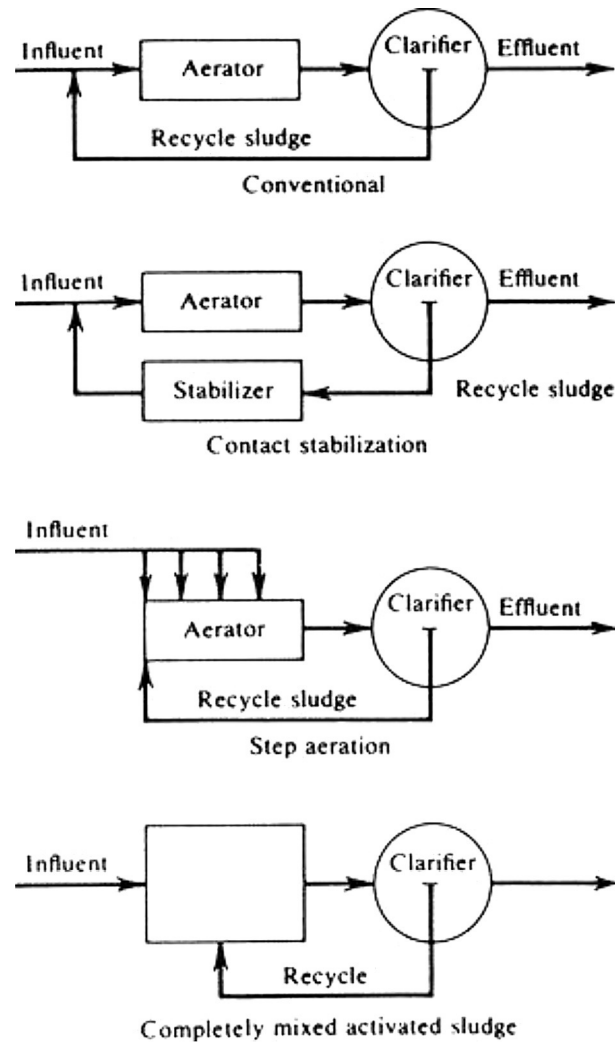 Influent
Aerator
Clarifier
Effluent
Recycle sludge
Conventional
Influent
Aerator
Clarifier
Effluent
Stabilizer
Recycle sludge
Contact stabilization
Influent
Aerator
Clarifier
Effluent
Recycle sludge
Step aeration
Influent
Clarifier
Recycle
Completely mixed activated sludge